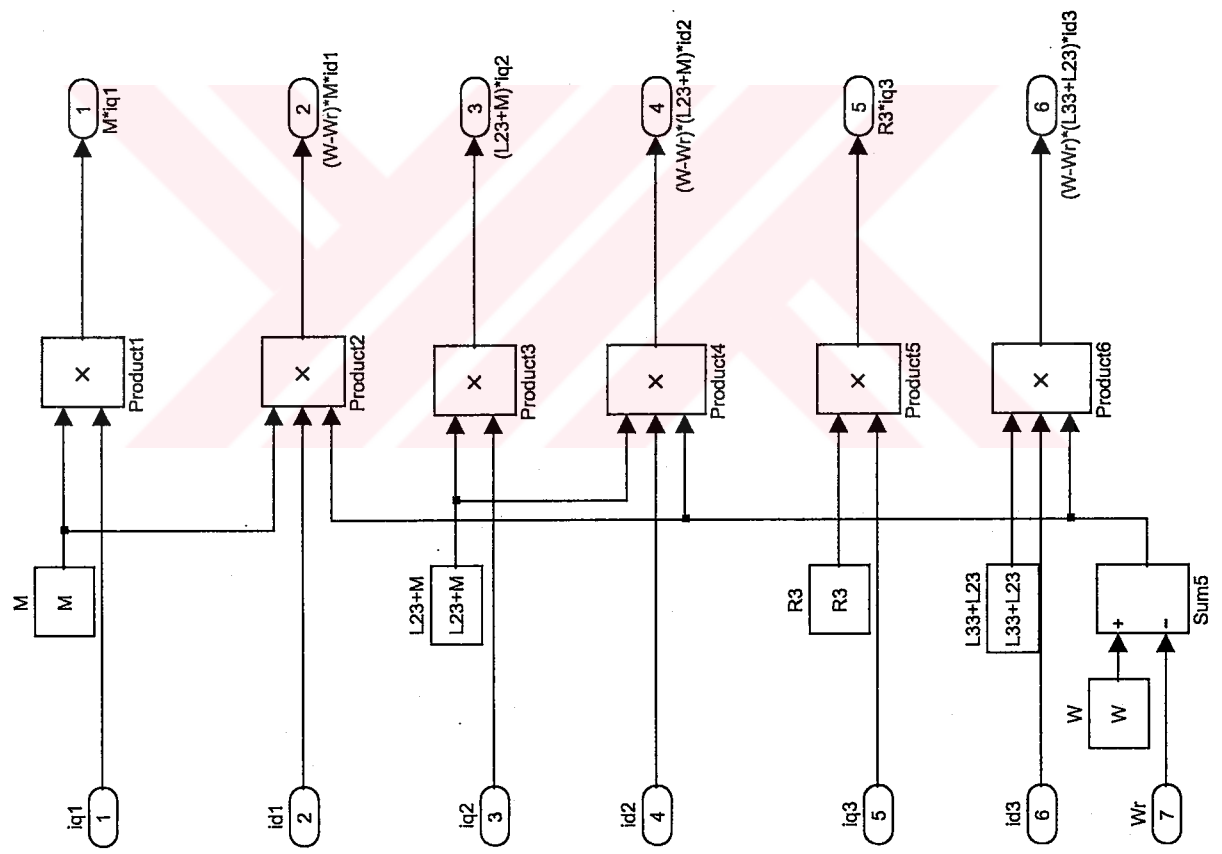 iq1
1
M
M
×
Product1
1
M*iq1
id1
2
×
Product2
2
(W-Wr)*M*id1
iq2
3
L23+M
L23+M
×
Product3
3
(L23+M)*iq2
id2
4
×
Product4
4
(W-Wr)*(L23+M)*id2
iq3
5
R3
R3
×
Product5
5
R3*iq3
id3
6
L33+L23
L33+L23
×
Product6
6
(W-Wr)*(L33+L23)*id3
W
W
Wr
7
+
−
Sum5